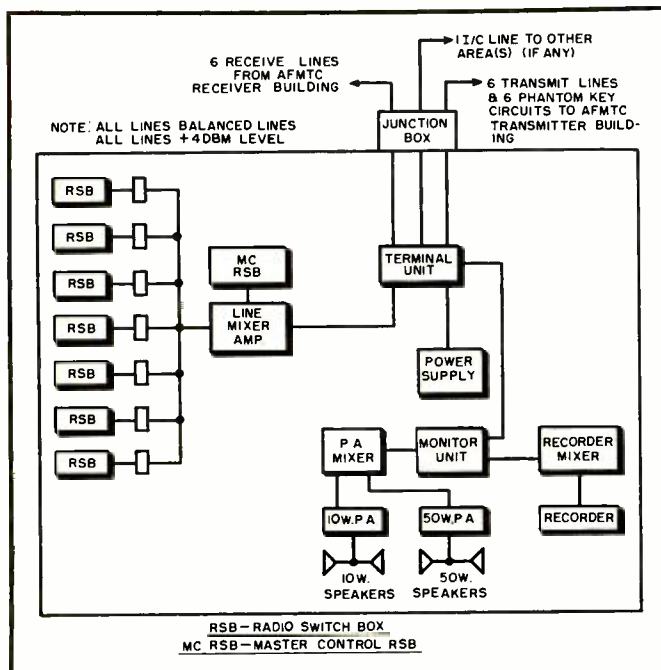 1 I/C LINE TO OTHER
AREA(S) (IF ANY)
6 RECEIVE LINES
FROM AFMTC
RECEIVER BUILDING
6 TRANSMIT LINES
& 6 PHANTOM KEY
CIRCUITS TO AFMTC
TRANSMITTER BUILD-
ING
NOTE: ALL LINES BALANCED LINES
ALL LINES +4DBM LEVEL
JUNCTION
BOX
RSB
RSB
RSB
RSB
RSB
RSB
RSB
MC
RSB
LINE
MIXER
AMP
TERMINAL
UNIT
POWER
SUPPLY
P A
MIXER
MONITOR
UNIT
RECORDER
MIXER
10W. P A
50W. P A
RECORDER
10W.
SPEAKERS
50W.
SPEAKERS
RSB-RADIO SWITCH BOX
MC RSB-MASTER CONTROL RSB